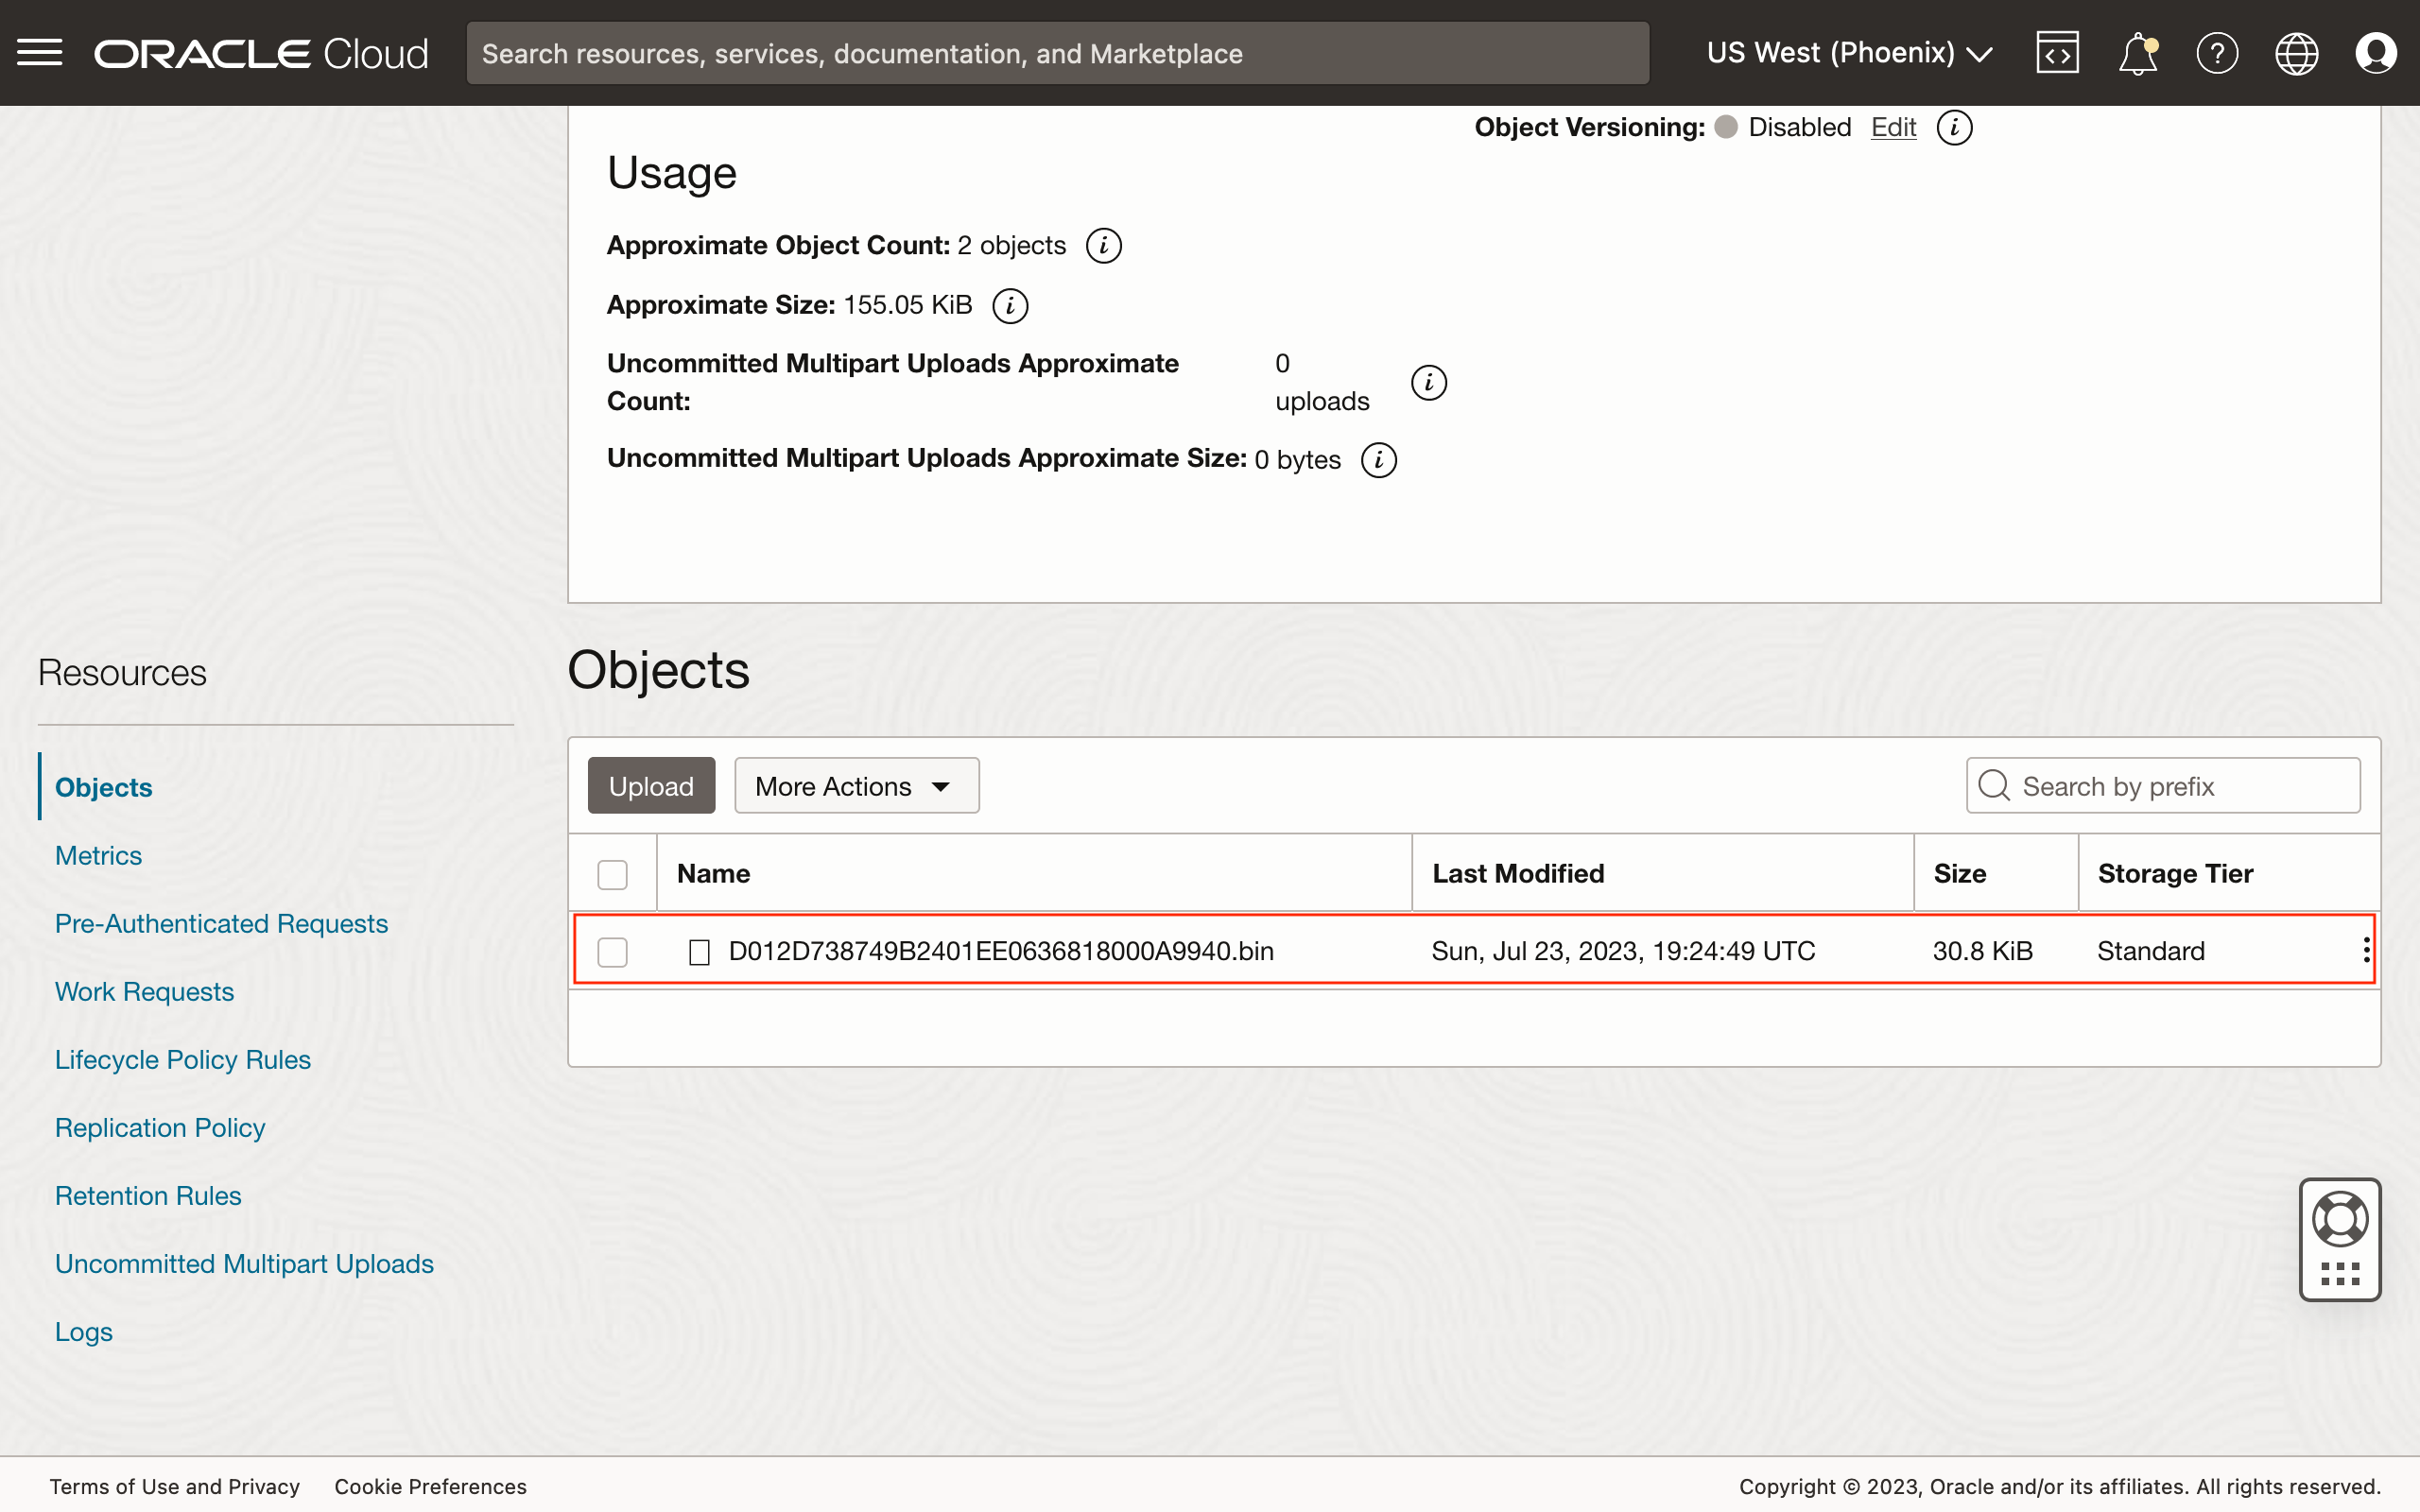 ORACLE Cloud
Search resources, services, documentation, and Marketplace
US West (Phoenix)
Object Versioning: Disabled Edit
Usage
Approximate Object Count: 2 objects
Approximate Size: 155.05 KiB
Uncommitted Multipart Uploads Approximate Count: 0 uploads
Uncommitted Multipart Uploads Approximate Size: 0 bytes
Resources
Objects
Metrics
Pre-Authenticated Requests
Work Requests
Lifecycle Policy Rules
Replication Policy
Retention Rules
Uncommitted Multipart Uploads
Logs
Objects
Upload More Actions Search by prefix
Name Last Modified Size Storage Tier
D012D738749B2401EE0636818000A9940.bin Sun, Jul 23, 2023, 19:24:49 UTC 30.8 KiB Standard
Terms of Use and Privacy Cookie Preferences Copyright © 2023, Oracle and/or its affiliates. All rights reserved.